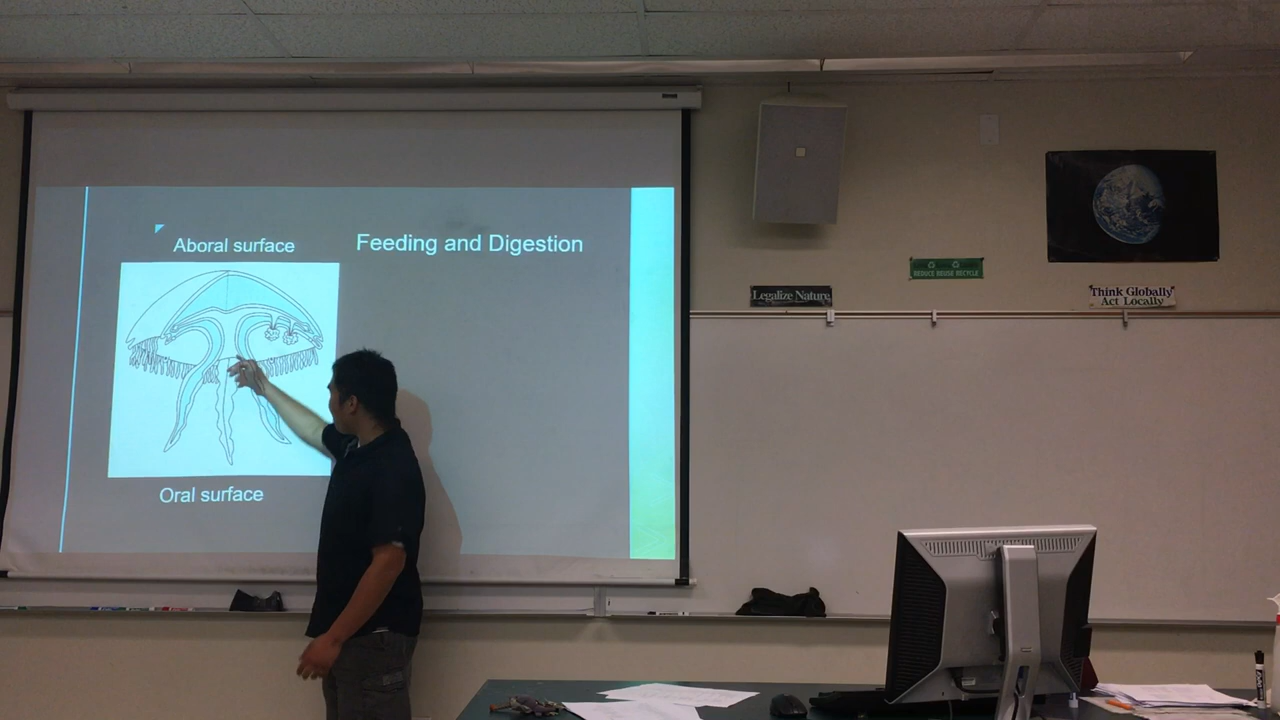 Aboral surface
Feeding and Digestion
Oral surface
Legalize Nature
REDUCE REUSE RECYCLE
Think Globally
Act Locally